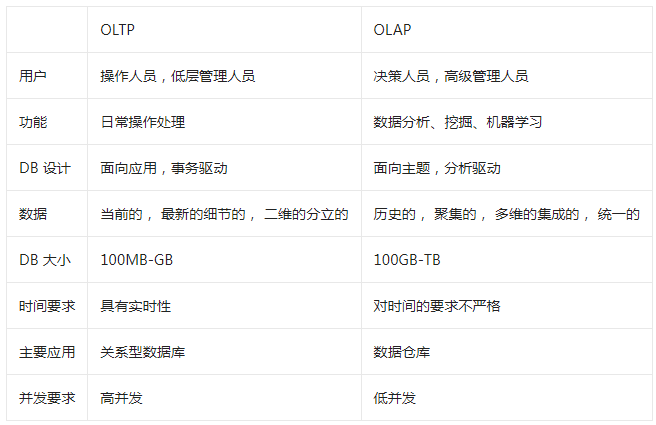 OLTP OLAP
用户 操作人员，低层管理人员 决策人员，高级管理人员
功能 日常操作处理 数据分析、挖掘、机器学习
DB 设计 面向应用，事务驱动 面向主题，分析驱动
数据 当前的， 最新的细节的， 二维的分立的 历史的， 聚集的， 多维的集成的， 统一的
DB 大小 100MB-GB 100GB-TB
时间要求 具有实时性 对时间的要求不严格
主要应用 关系型数据库 数据仓库
并发要求 高并发 低并发